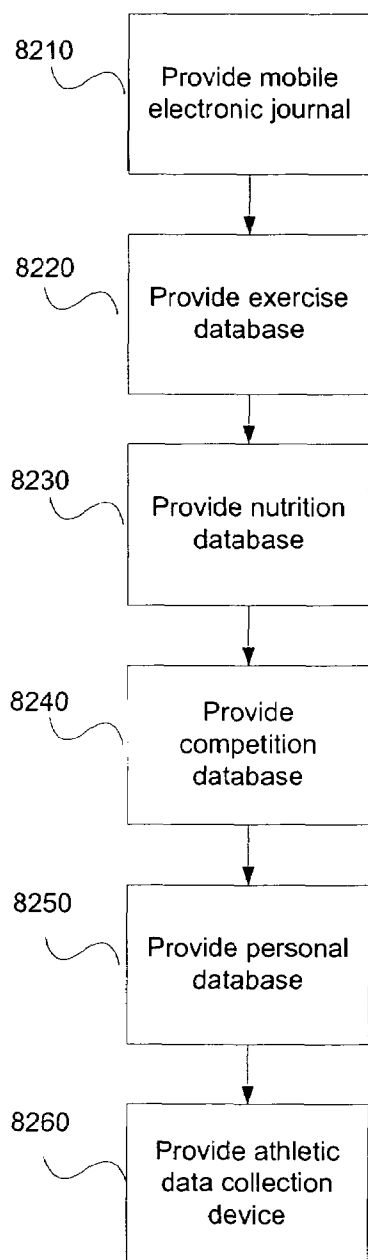 8210
Provide mobile
electronic journal
8220
Provide exercise
database
8230
Provide nutrition
database
8240
Provide
competition
database
8250
Provide personal
database
8260
Provide athletic
data collection
device